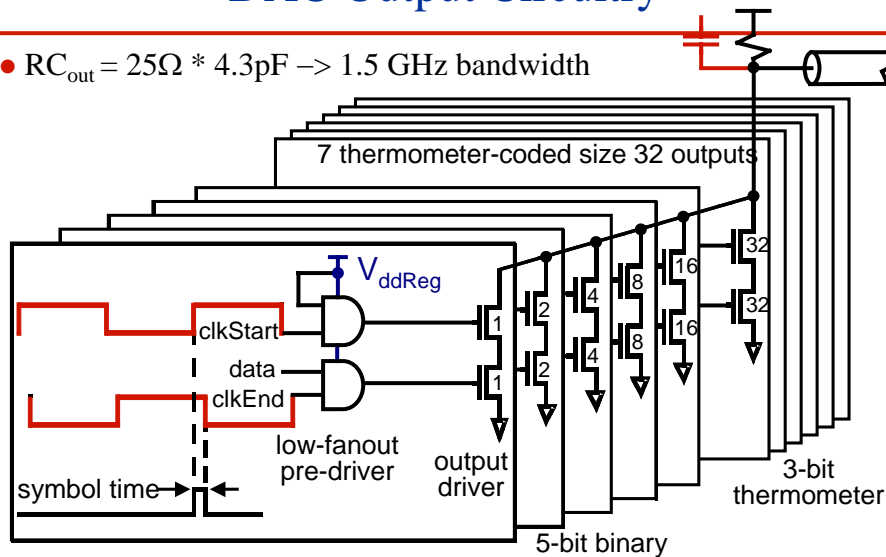 DAC Output Circuitry
• RCout = 25Ω * 4.3pF –> 1.5 GHz bandwidth
7 thermometer-coded size 32 outputs
VddReg
clkStart
data
clkEnd
low-fanout
pre-driver
output
driver
symbol time
1
1
2
2
4
4
8
8
16
16
32
32
3-bit
thermometer
5-bit binary